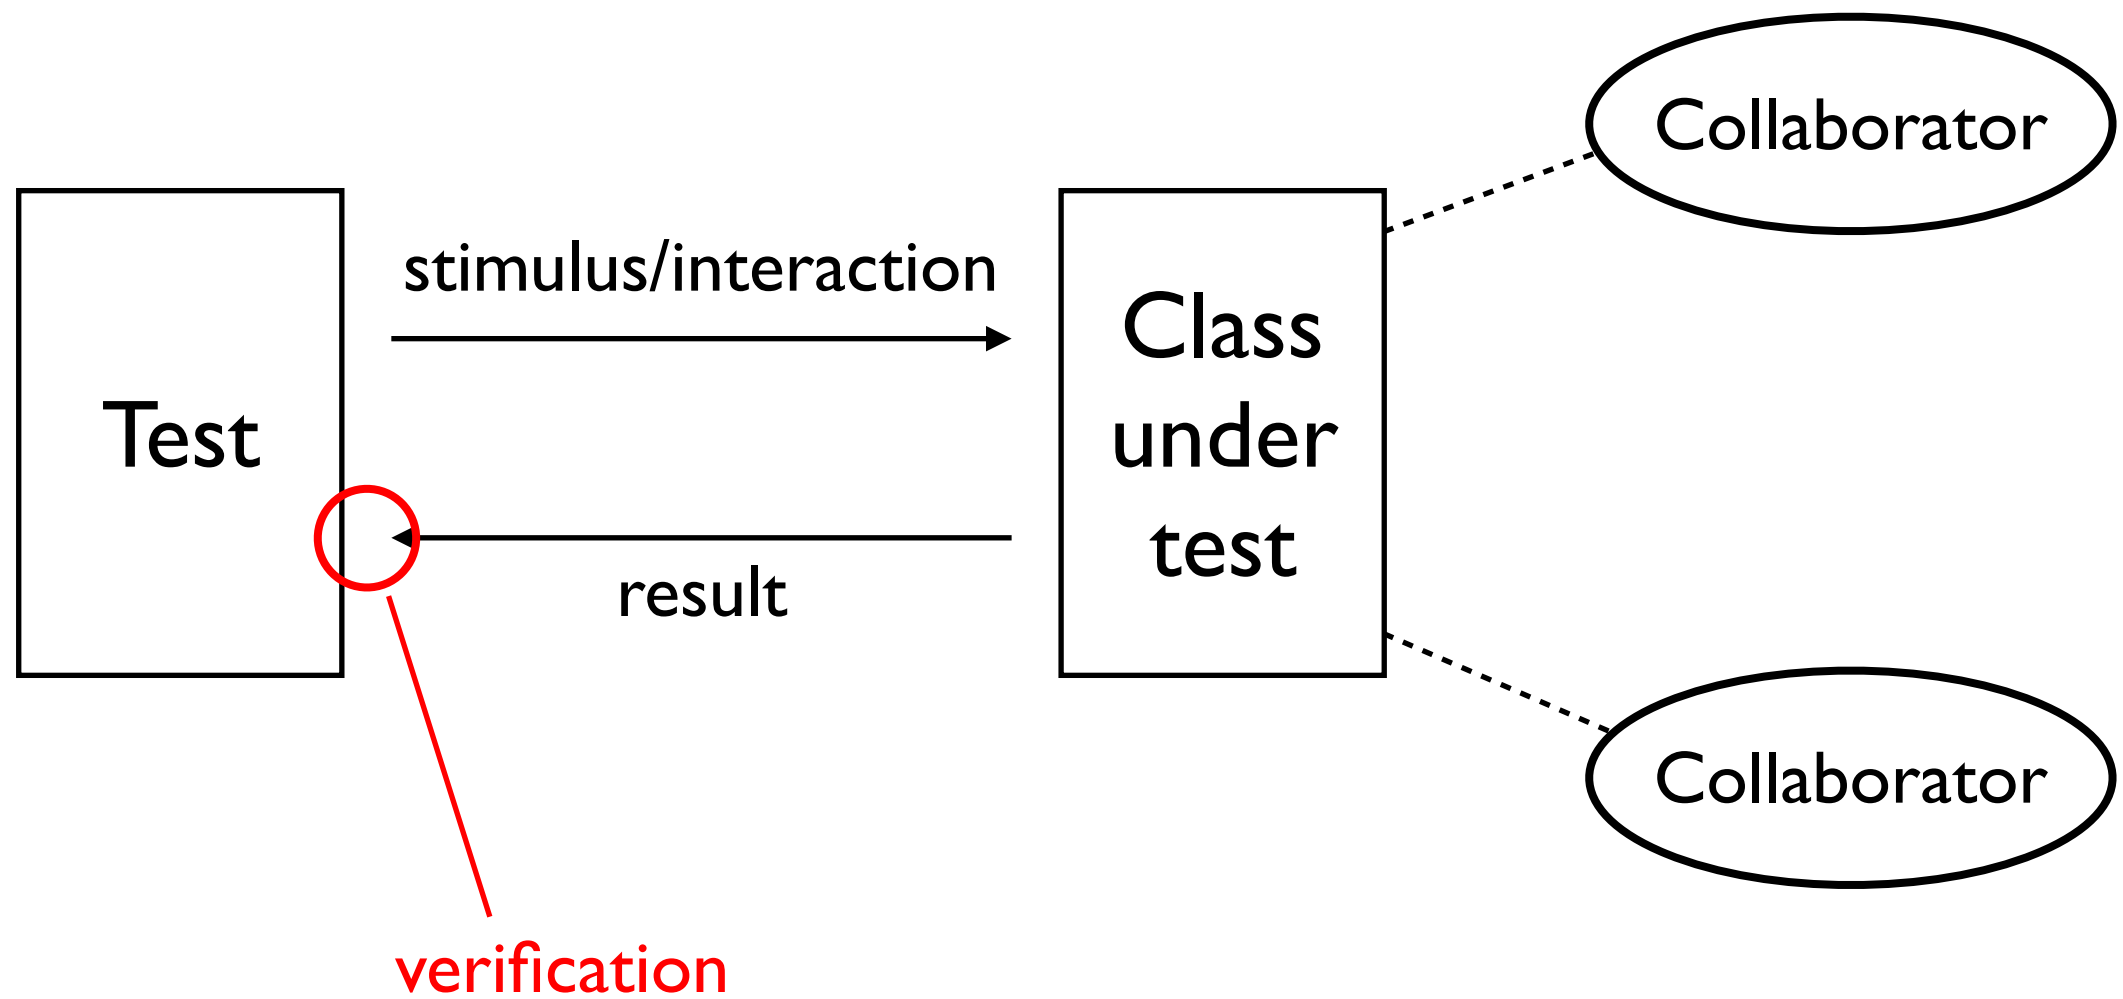 Collaborator
stimulus/interaction
Class
under
test
Test
result
Collaborator
verification